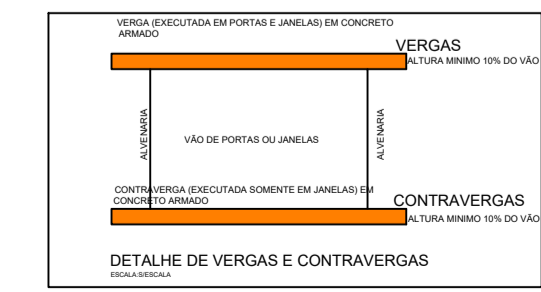 VERGA (EXECUTADA EM PORTAS E JANELAS) EM CONCRETO
ARMADO
VERGAS
ALTURA MINIMO 10% DO VÃO
ALVENARIA
VÃO DE PORTAS OU JANELAS
ALVENARIA
CONTRAVERGA (EXECUTADA SOMENTE EM JANELAS) EM
CONCRETO ARMADO
CONTRAVERGAS
ALTURA MINIMO 10% DO VÃO
DETALHE DE VERGAS E CONTRAVERGAS
ESCALA:S/ESCALA